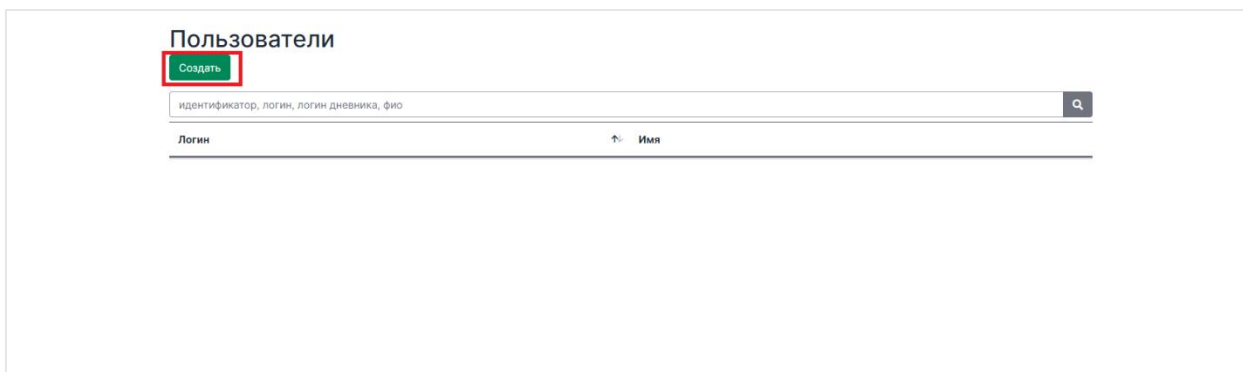 Пользователи
Создать
идентификатор, логин, логин дневника, фио
Логин Имя